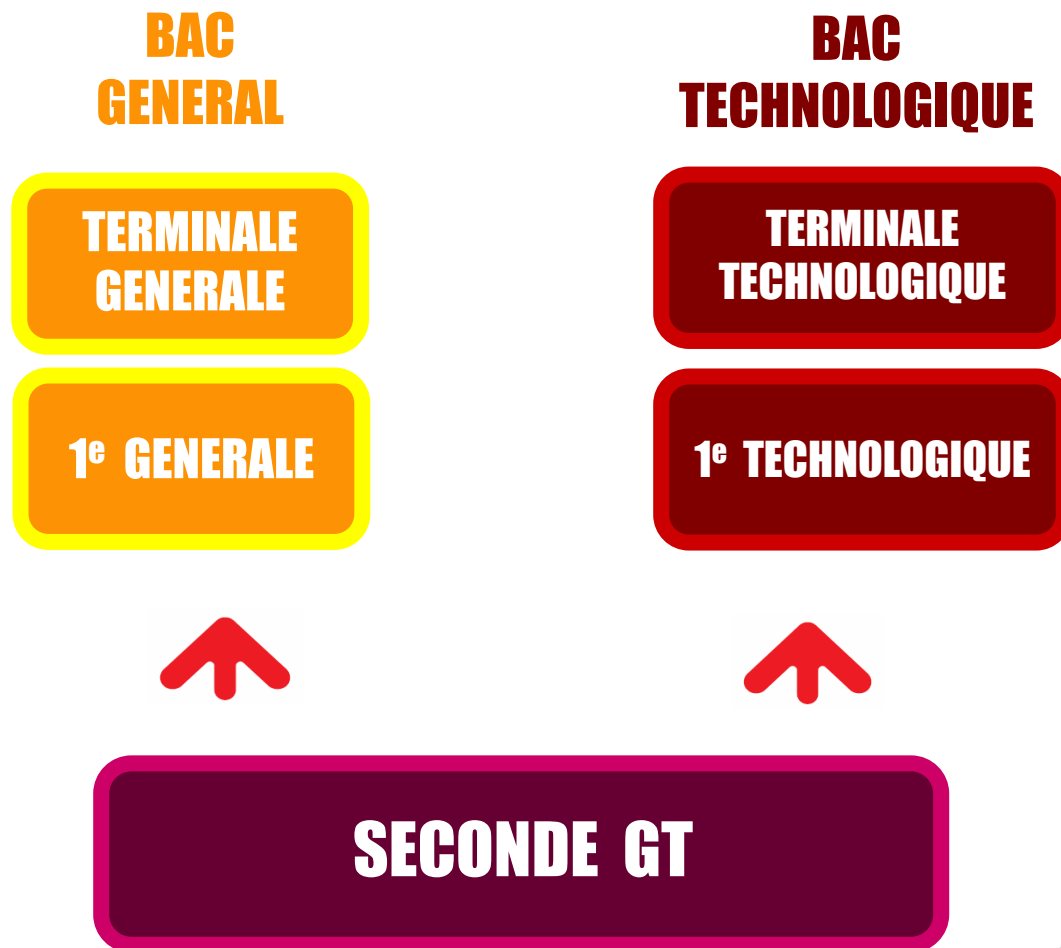 BAC
GENERAL
BAC
TECHNOLOGIQUE
TERMINALE
GENERALE
TERMINALE
TECHNOLOGIQUE
1e GENERALE
1e TECHNOLOGIQUE
SECONDE GT